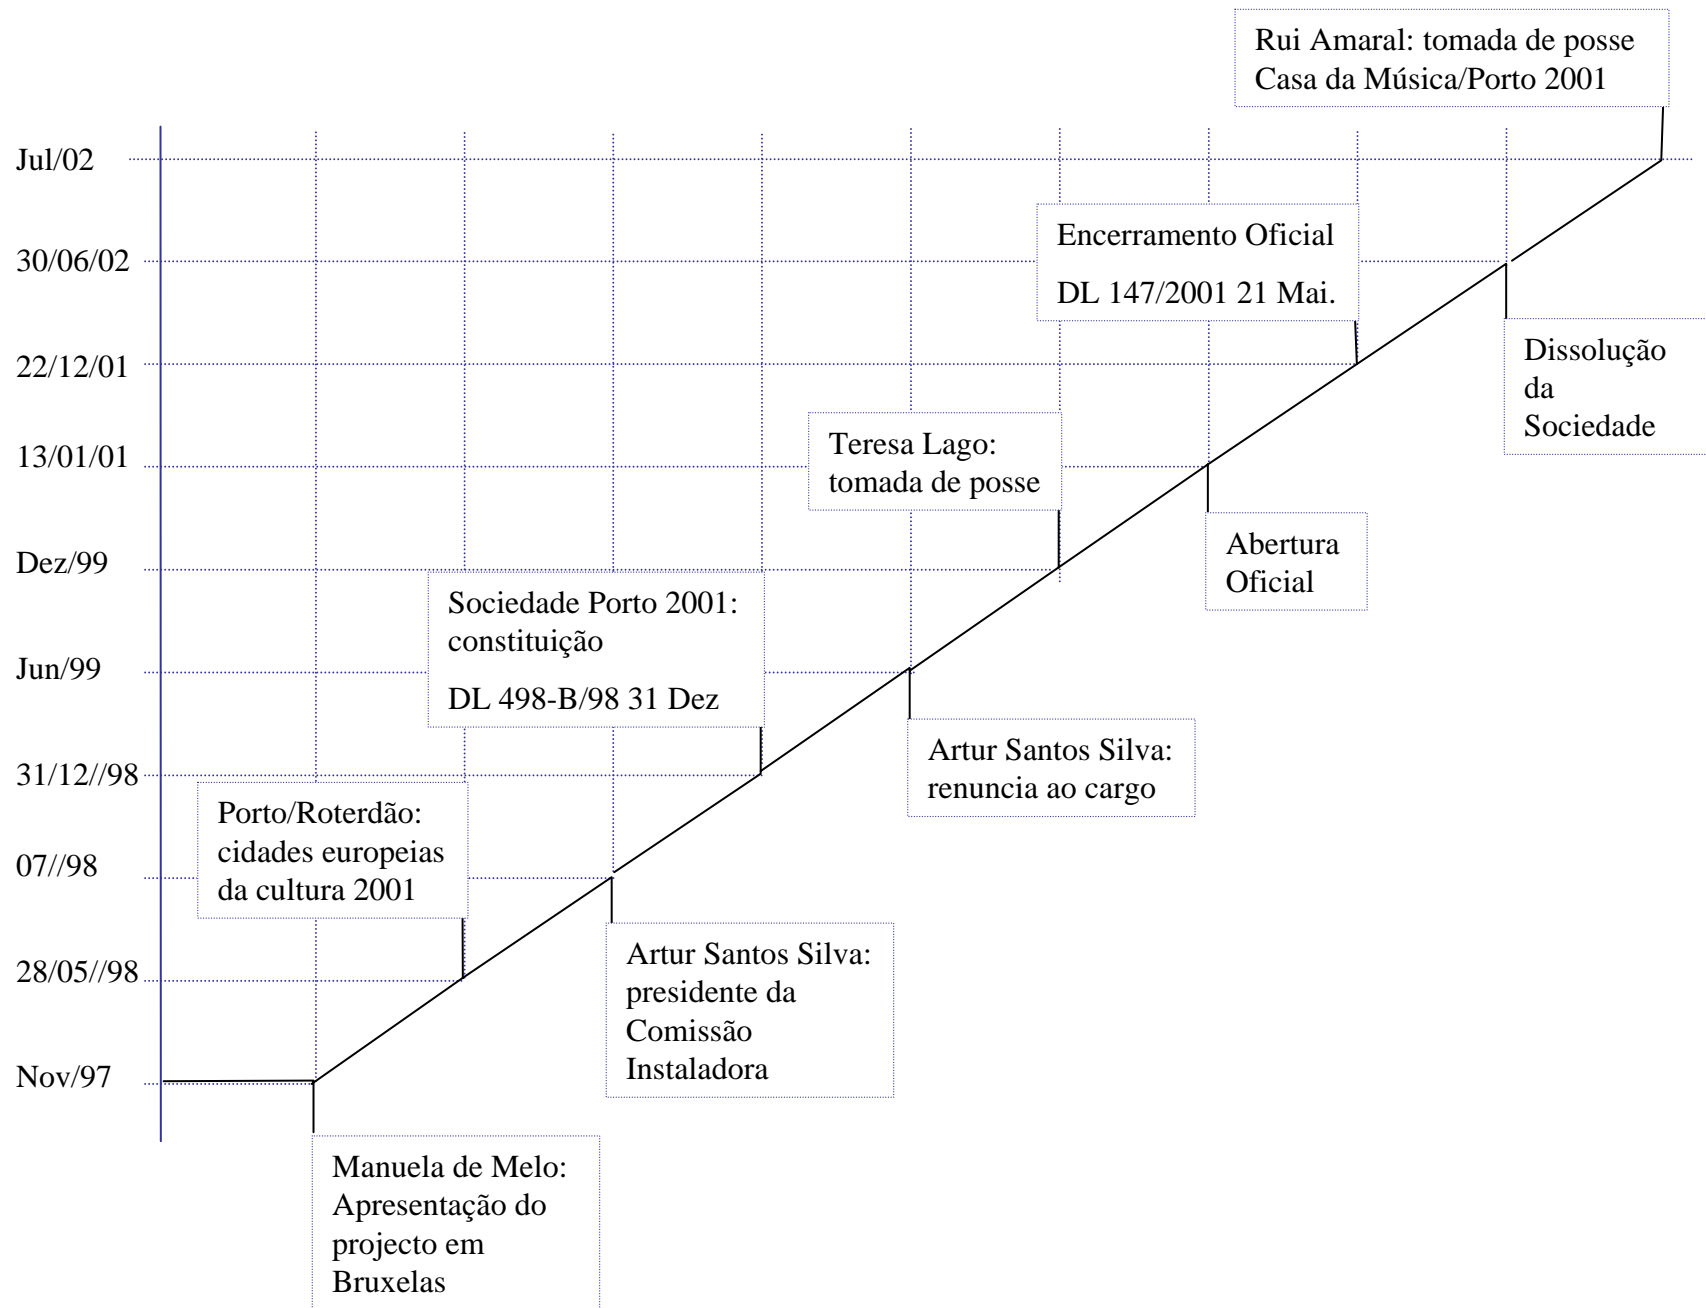 Rui Amaral: tomada de posse
Casa da Música/Porto 2001
Jul/02
Encerramento Oficial
DL 147/2001 21 Mai.
30/06/02
Dissolução
da
Sociedade
22/12/01
Teresa Lago:
tomada de posse
13/01/01
Abertura
Oficial
Dez/99
Sociedade Porto 2001:
constituição
DL 498-B/98 31 Dez
Jun/99
Artur Santos Silva:
renuncia ao cargo
31/12//98
Porto/Roterdão:
cidades europeias
da cultura 2001
07//98
Artur Santos Silva:
presidente da
Comissão
Instaladora
28/05//98
Nov/97
Manuela de Melo:
Apresentação do
projecto em
Bruxelas